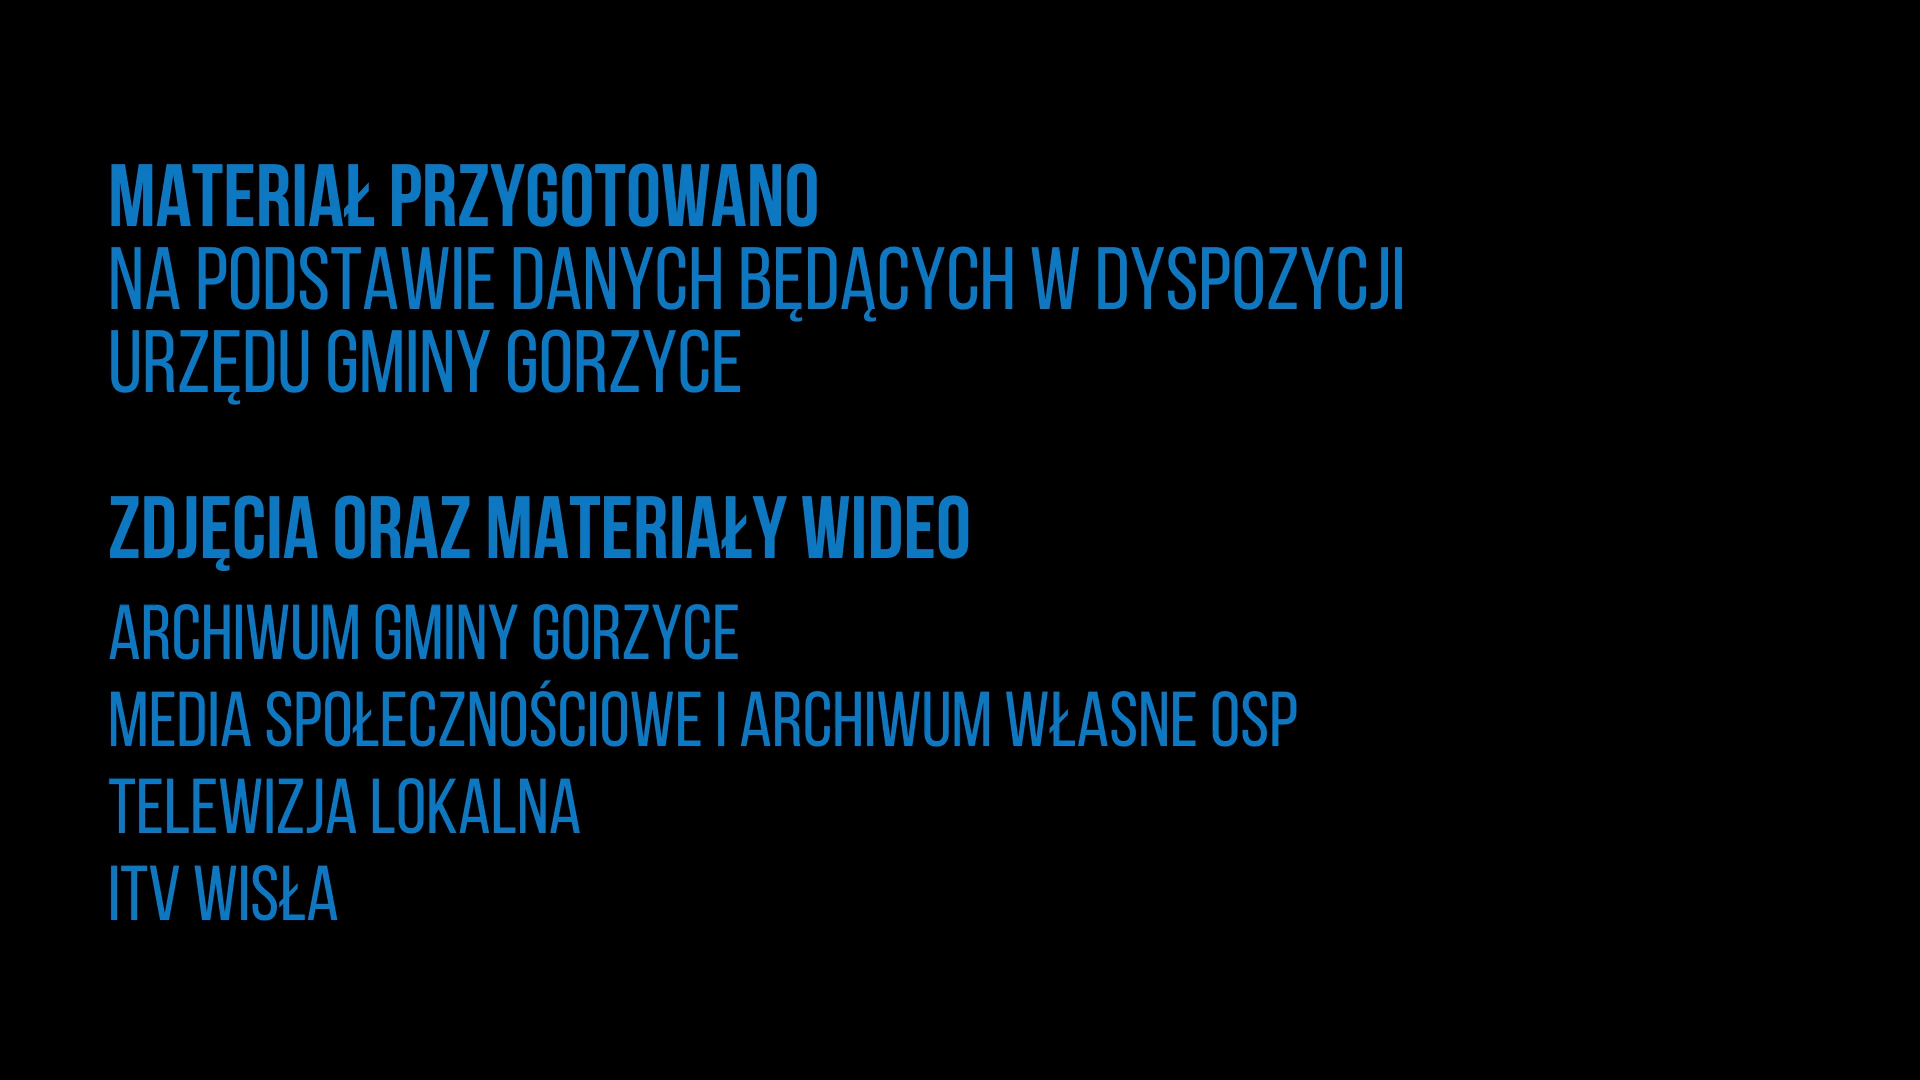 MATERIAŁ PRZYGOTOWANO
NA PODSTAWIE DANYCH BĘDĄCYCH W DYSPOZYCJI
URZĘDU GMINY GORZYCE
ZDJĘCIA ORAZ MATERIAŁY WIDEO
ARCHIWUM GMINY GORZYCE
MEDIA SPOŁECZNOŚCIOWE I ARCHIWUM WŁASNE OSP
TELEWIZJA LOKALNA
ITV WISŁA